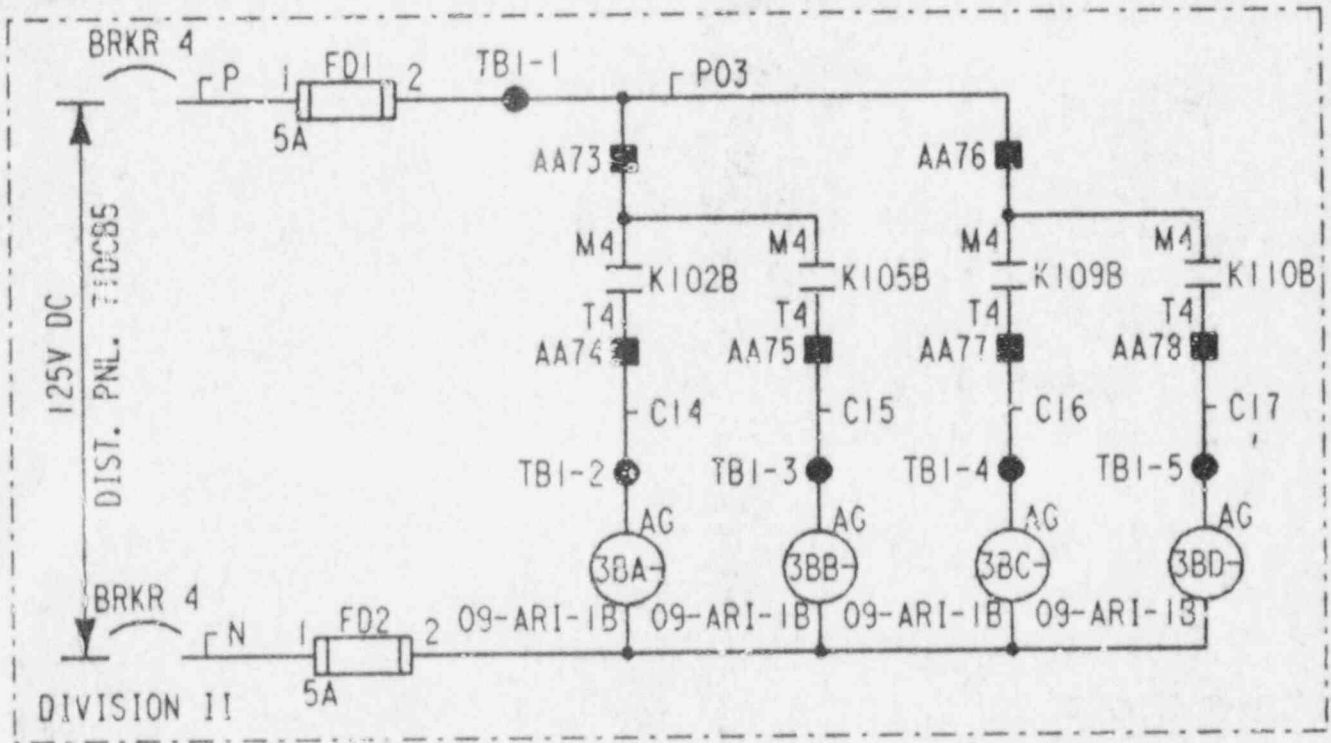 BRKR 4
P
1 FD1 2
5A
TB1-1
P03
AA73
AA76
M4
M4
M4
M4
K102B
K105B
K109B
K110B
T4
T4
T4
T4
AA74
AA75
AA77
AA78
C14
C15
C16
C17
TB1-2
TB1-3
TB1-4
TB1-5
AG
AG
AG
AG
3BA-
3BB-
3BC-
3BD-
09-ARI-1B
09-ARI-1B
09-ARI-1B
09-ARI-1B
125V DC
DIST. PNL.
BRKR 4
N
1 FD2 2
5A
DIVISION II